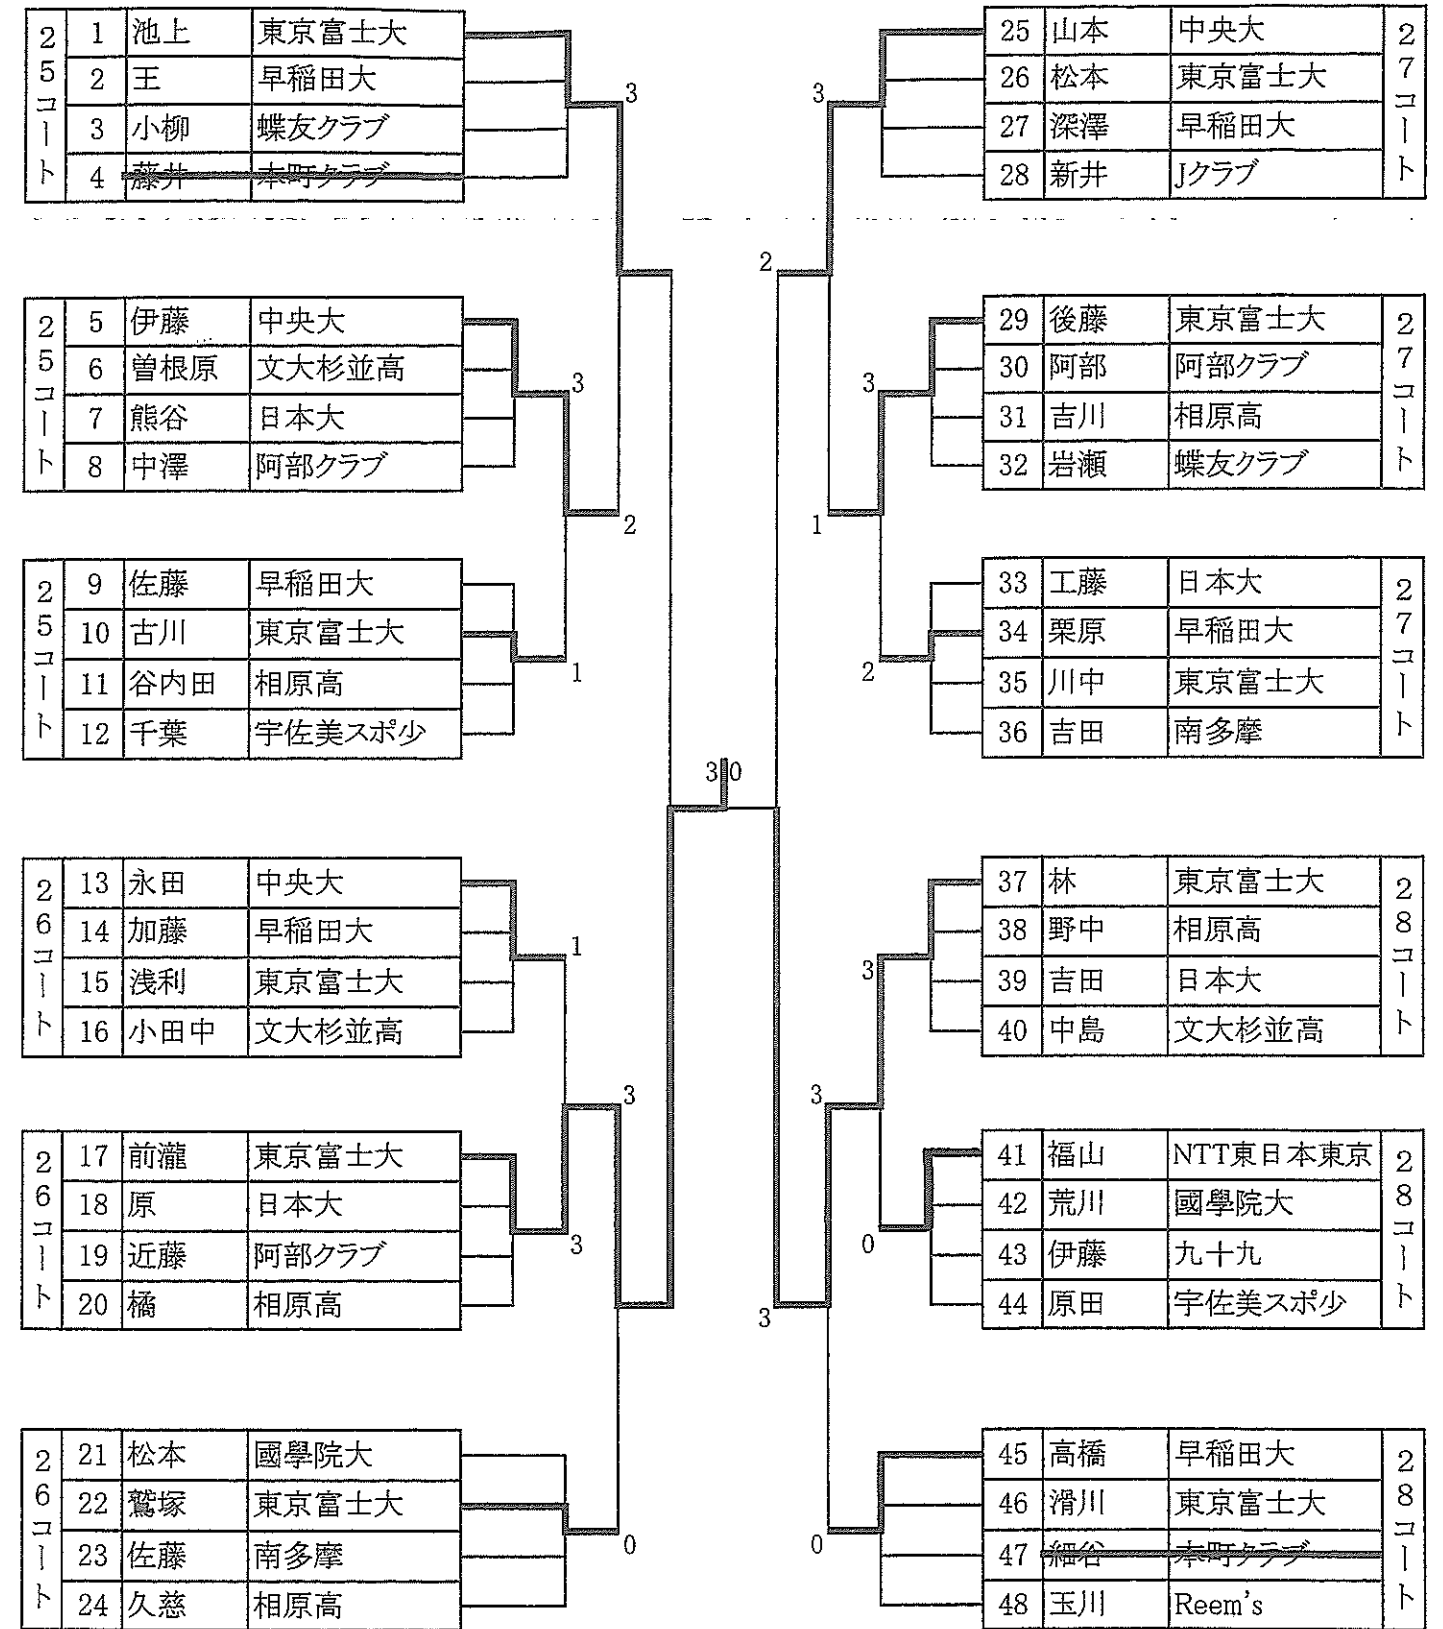 25コート
1 池上 東京富士大
2 王 早稲田大
3 小柳 蝶友クラブ
4 藤井 本町クラブ
25コート
5 伊藤 中央大
6 曽根原 文大杉並高
7 熊谷 日本大
8 中澤 阿部クラブ
25コート
9 佐藤 早稲田大
10 古川 東京富士大
11 谷内田 相原高
12 千葉 宇佐美スポ少
26コート
13 永田 中央大
14 加藤 早稲田大
15 浅利 東京富士大
16 小田中 文大杉並高
26コート
17 前瀧 東京富士大
18 原 日本大
19 近藤 阿部クラブ
20 橘 相原高
26コート
21 松本 國學院大
22 鷲塚 東京富士大
23 佐藤 南多摩
24 久慈 相原高
3
3
2
1
1
3
3
0
3 0
3
2
3
1
2
3
3
0
3
0
25 山本 中央大
26 松本 東京富士大
27 深澤 早稲田大
28 新井 Jクラブ
27コート
29 後藤 東京富士大
30 阿部 阿部クラブ
31 吉川 相原高
32 岩瀬 蝶友クラブ
27コート
33 工藤 日本大
34 栗原 早稲田大
35 川中 東京富士大
36 吉田 南多摩
27コート
37 林 東京富士大
38 野中 相原高
39 吉田 日本大
40 中島 文大杉並高
28コート
41 福山 NTT東日本東京
42 荒川 國學院大
43 伊藤 九十九
44 原田 宇佐美スポ少
28コート
45 高橋 早稲田大
46 滑川 東京富士大
47 細谷 本町クラブ
48 玉川 Reem's
28コート